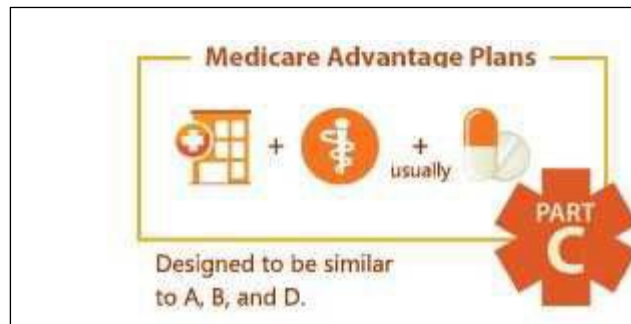 Medicare Advantage Plans
+
+
usually
PART
C
Designed to be similar
to A, B, and D.